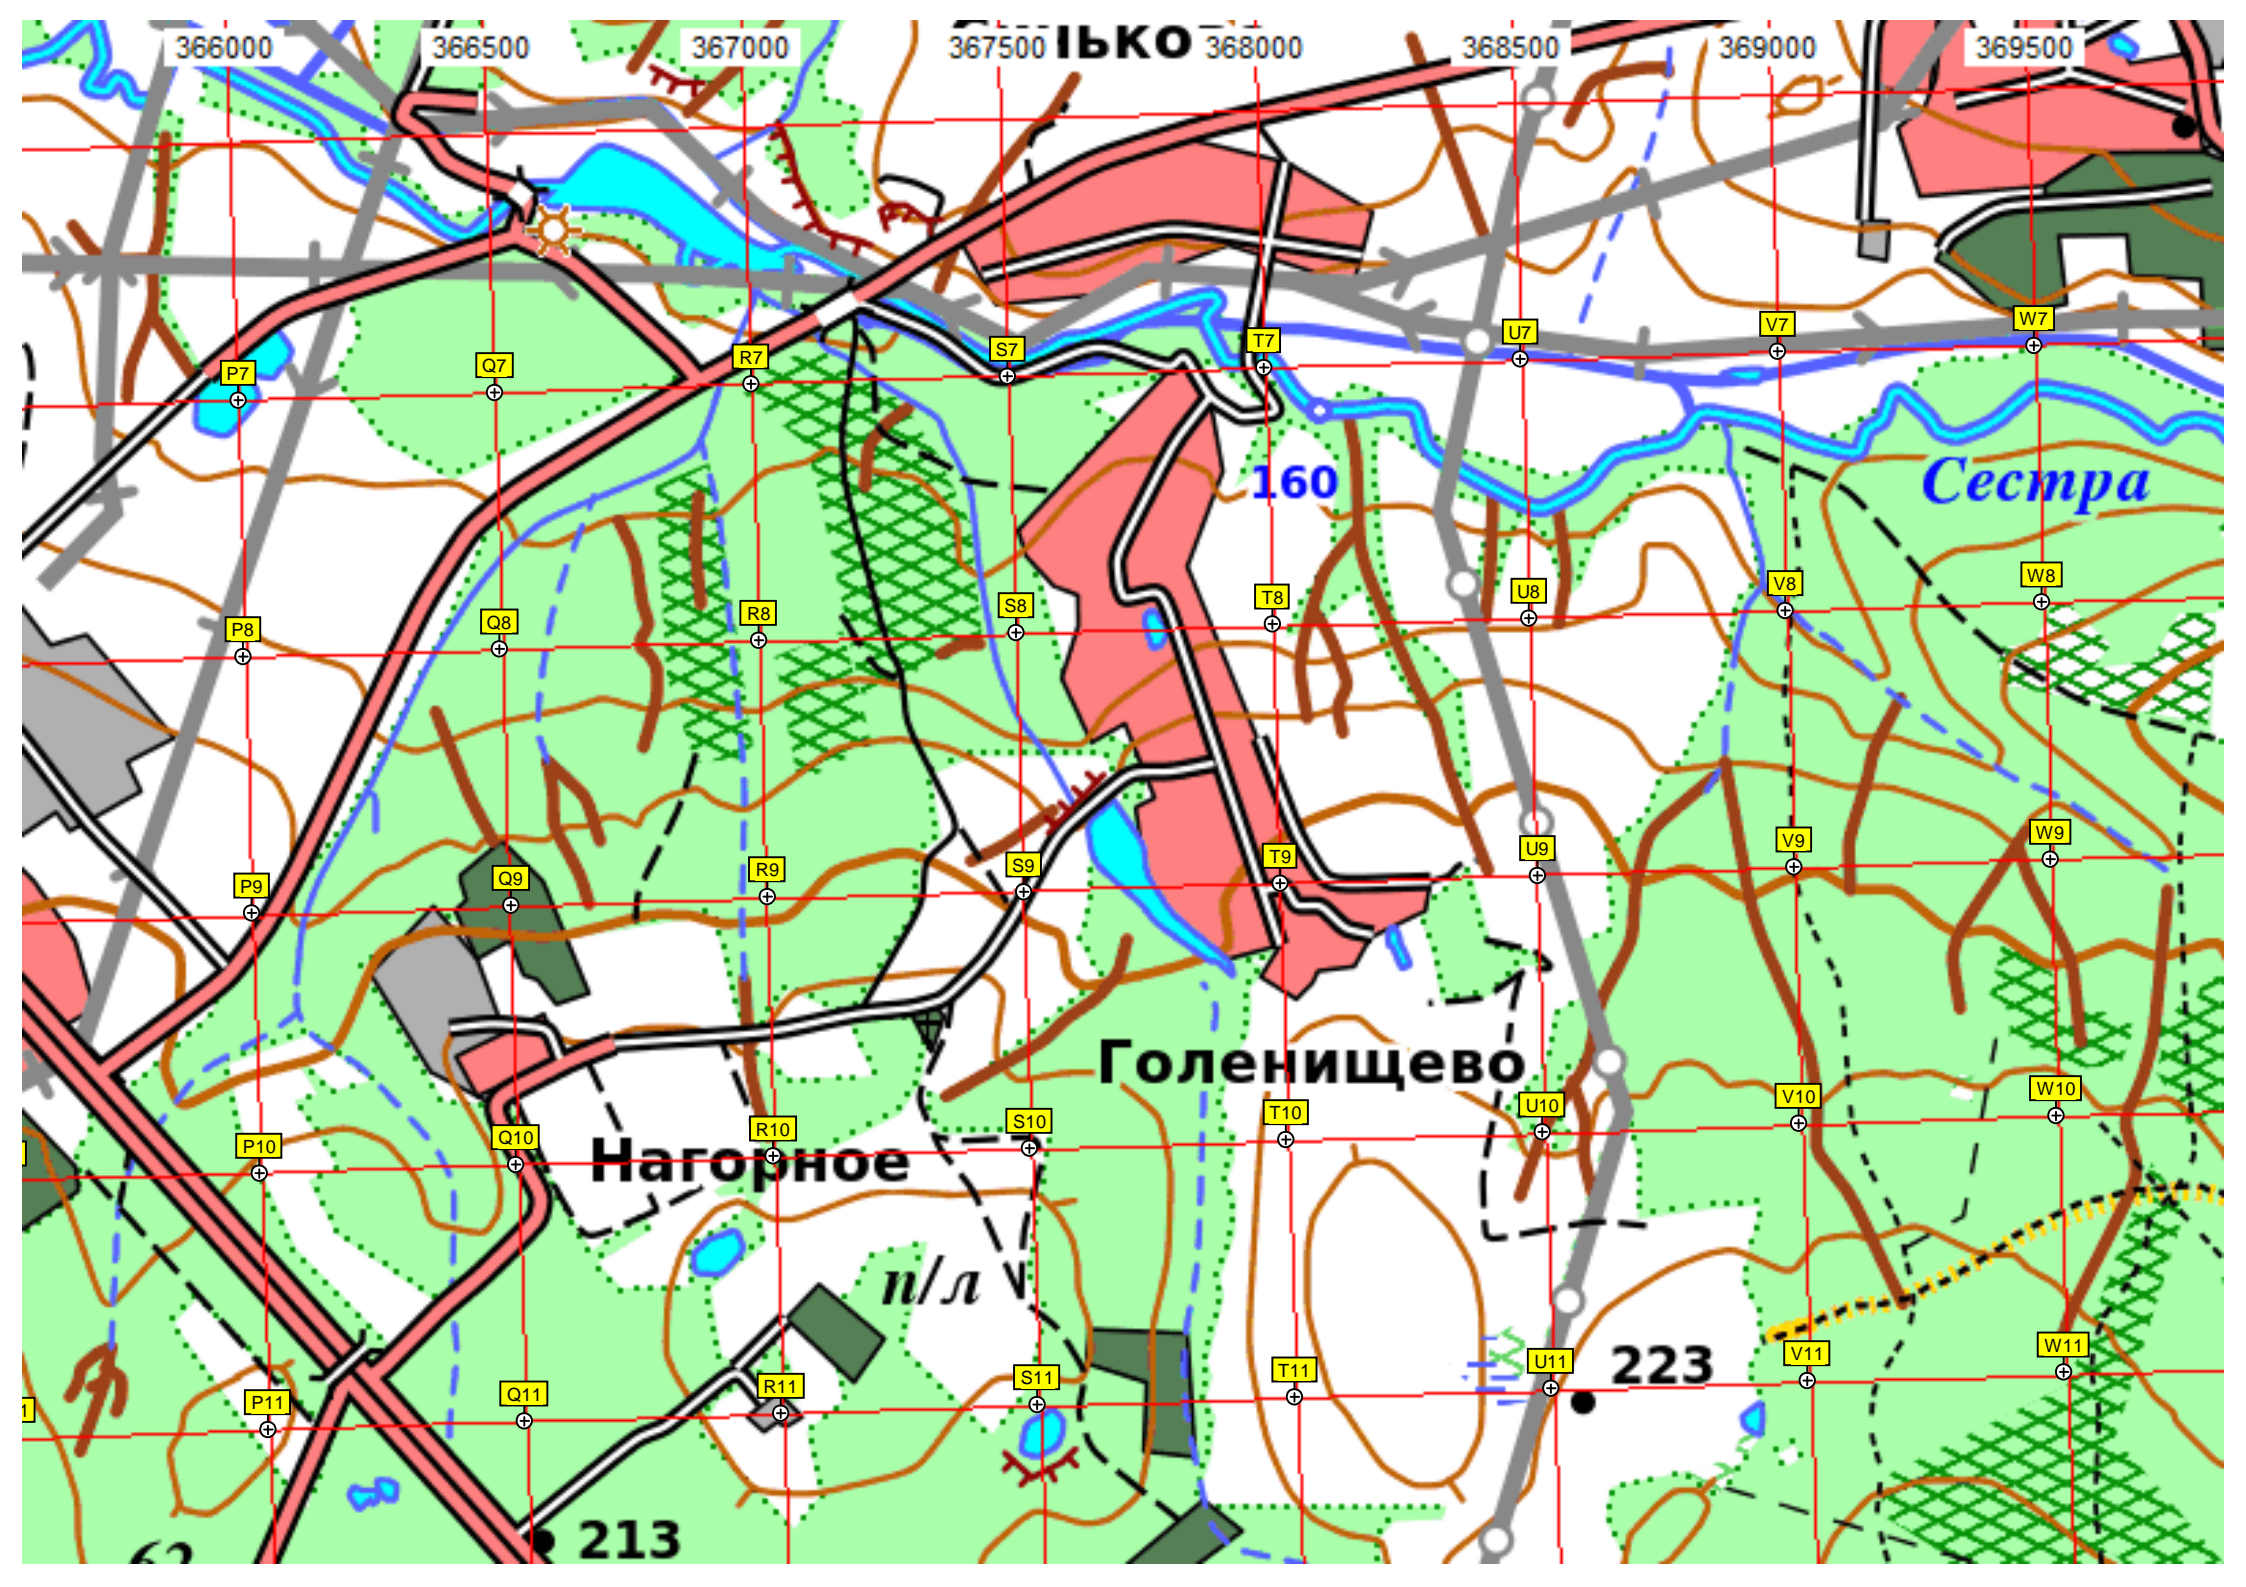 366000 366500 367000 367500 368000 368500 369000 369500
P7 Q7 R7 S7 T7 U7 V7 W7
160
Сестра
P8 Q8 R8 S8 T8 U8 V8 W8
P9 Q9 R9 S9 T9 U9 V9 W9
Голенищево
P10 Q10 R10 S10 T10 U10 V10 W10
Нагорное
п/л
223
P11 Q11 R11 S11 T11 U11 V11 W11
213